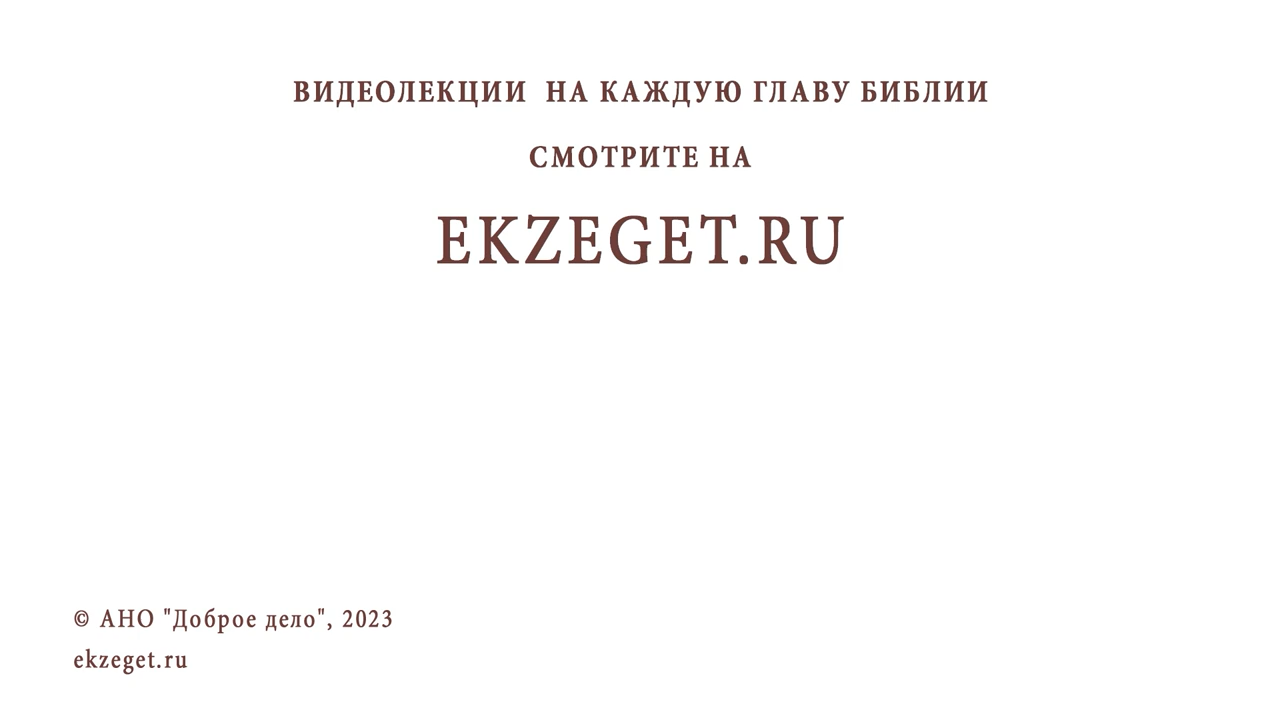 ВИДЕОЛЕКЦИИ НА КАЖДУЮ ГЛАВУ БИБЛИИ
СМОТРИТЕ НА
EKZEGET.RU
© АНО "Доброе дело", 2023
ekzeget.ru